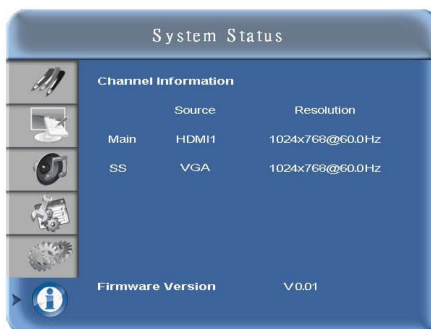 System Status
Channel Information
Source Resolution
Main HDMI1 1024x768@60.0Hz
SS VGA 1024x768@60.0Hz
Firmware Version V0.01